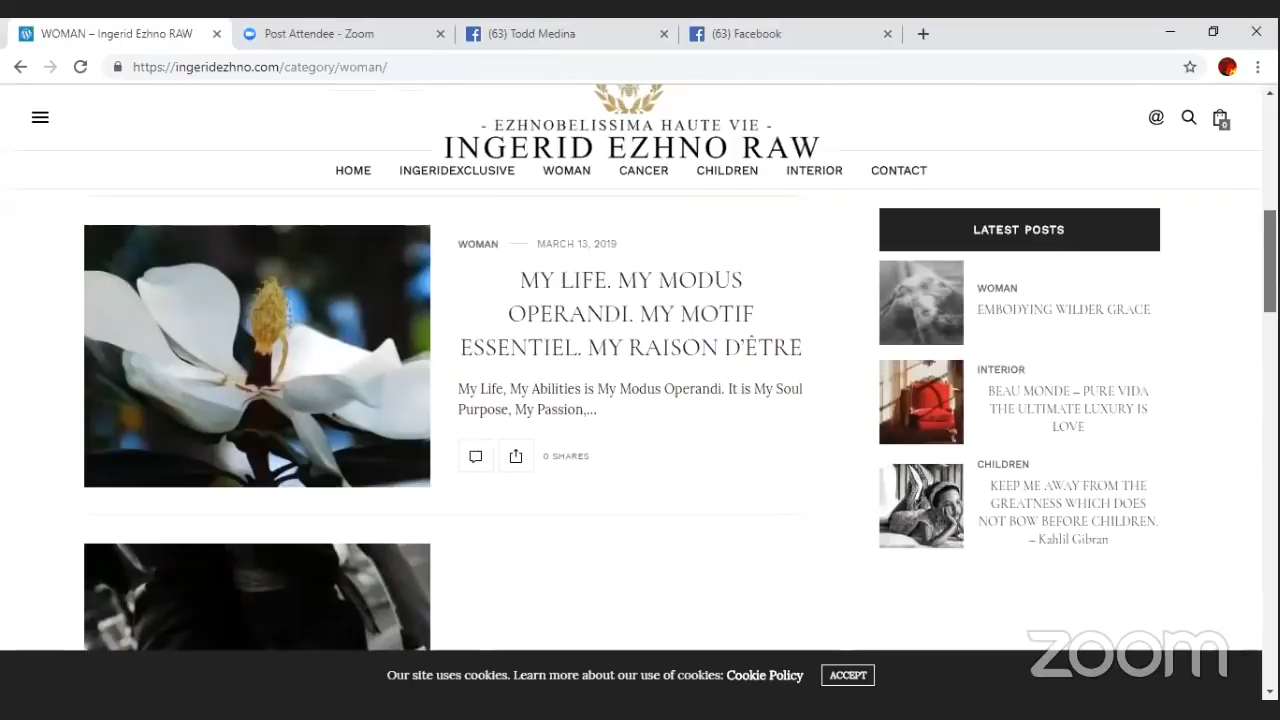 WOMAN – Ingerid Ezhno RAW
Post Attendee - Zoom
(63) Todd Medina
(63) Facebook
https://ingeridezhno.com/category/woman/
- EZHNOBELISSIMA HAUTE VIE -
INGERID EZHNO RAW
0
HOME INGERIDEXCLUSIVE WOMAN CANCER CHILDREN INTERIOR CONTACT
WOMAN MARCH 13, 2019
MY LIFE. MY MODUS
OPERANDI. MY MOTIF
ESSENTIEL. MY RAISON D'ÊTRE
My Life, My Abilities is My Modus Operandi. It is My Soul
Purpose, My Passion,...
0 SHARES
LATEST POSTS
WOMAN
EMBODYING WILDER GRACE
INTERIOR
BEAU MONDE – PURE VIDA
THE ULTIMATE LUXURY IS
LOVE
CHILDREN
KEEP ME AWAY FROM THE
GREATNESS WHICH DOES
NOT BOW BEFORE CHILDREN.
– Kahlil Gibran
Our site uses cookies. Learn more about our use of cookies: Cookie Policy ACCEPT
zoom